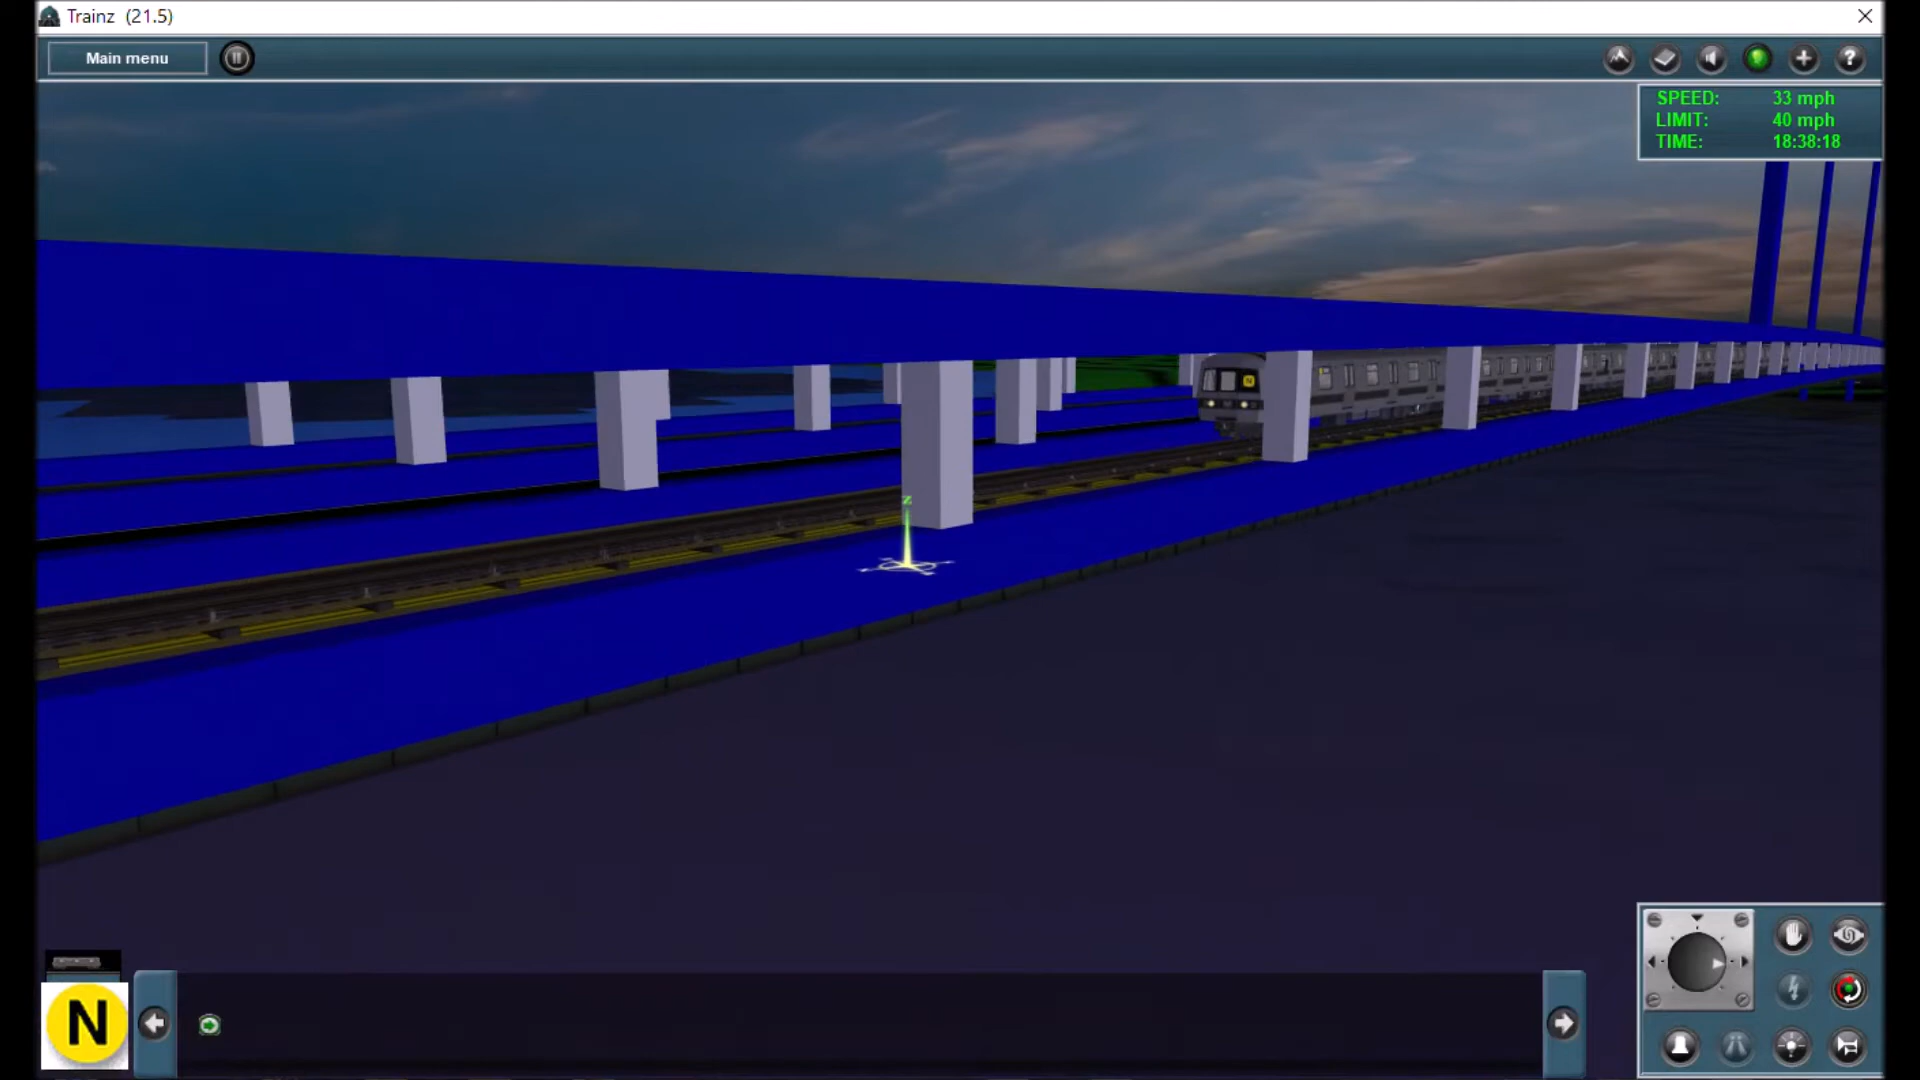 Trainz (21.5)
Main menu
?
SPEED: 33 mph
LIMIT: 40 mph
TIME: 18:38:18
N
Z
N